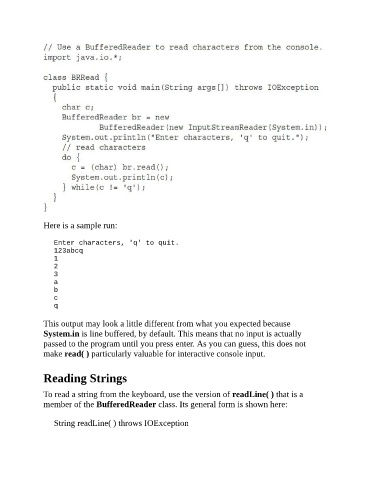 // Use a BufferedReader to read characters from the console.
import java.io.*;

class BRRead {
  public static void main(String args[]) throws IOException
  {
    char c;
    BufferedReader br = new
            BufferedReader(new InputStreamReader(System.in));
    System.out.println("Enter characters, 'q' to quit.");
    // read characters
    do {
      c = (char) br.read();
      System.out.println(c);
    } while(c != 'q');
  }
}
Here is a sample run:
Enter characters, 'q' to quit.
123abcq
1
2
3
a
b
c
q
This output may look a little different from what you expected because
System.in is line buffered, by default. This means that no input is actually
passed to the program until you press enter. As you can guess, this does not
make read( ) particularly valuable for interactive console input.
Reading Strings
To read a string from the keyboard, use the version of readLine( ) that is a
member of the BufferedReader class. Its general form is shown here:
String readLine( ) throws IOException